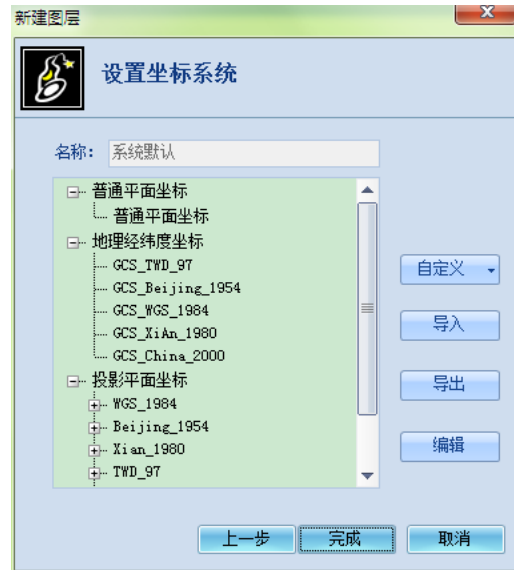 新建图层
设置坐标系统
名称： 系统默认
普通平面坐标
普通平面坐标
地理经纬度坐标
GCS_TWD_97
GCS_Beijing_1954
GCS_WGS_1984
GCS_XiAn_1980
GCS_China_2000
投影平面坐标
WGS_1984
Beijing_1954
Xian_1980
TWD_97
自定义
导入
导出
编辑
上一步 完成 取消